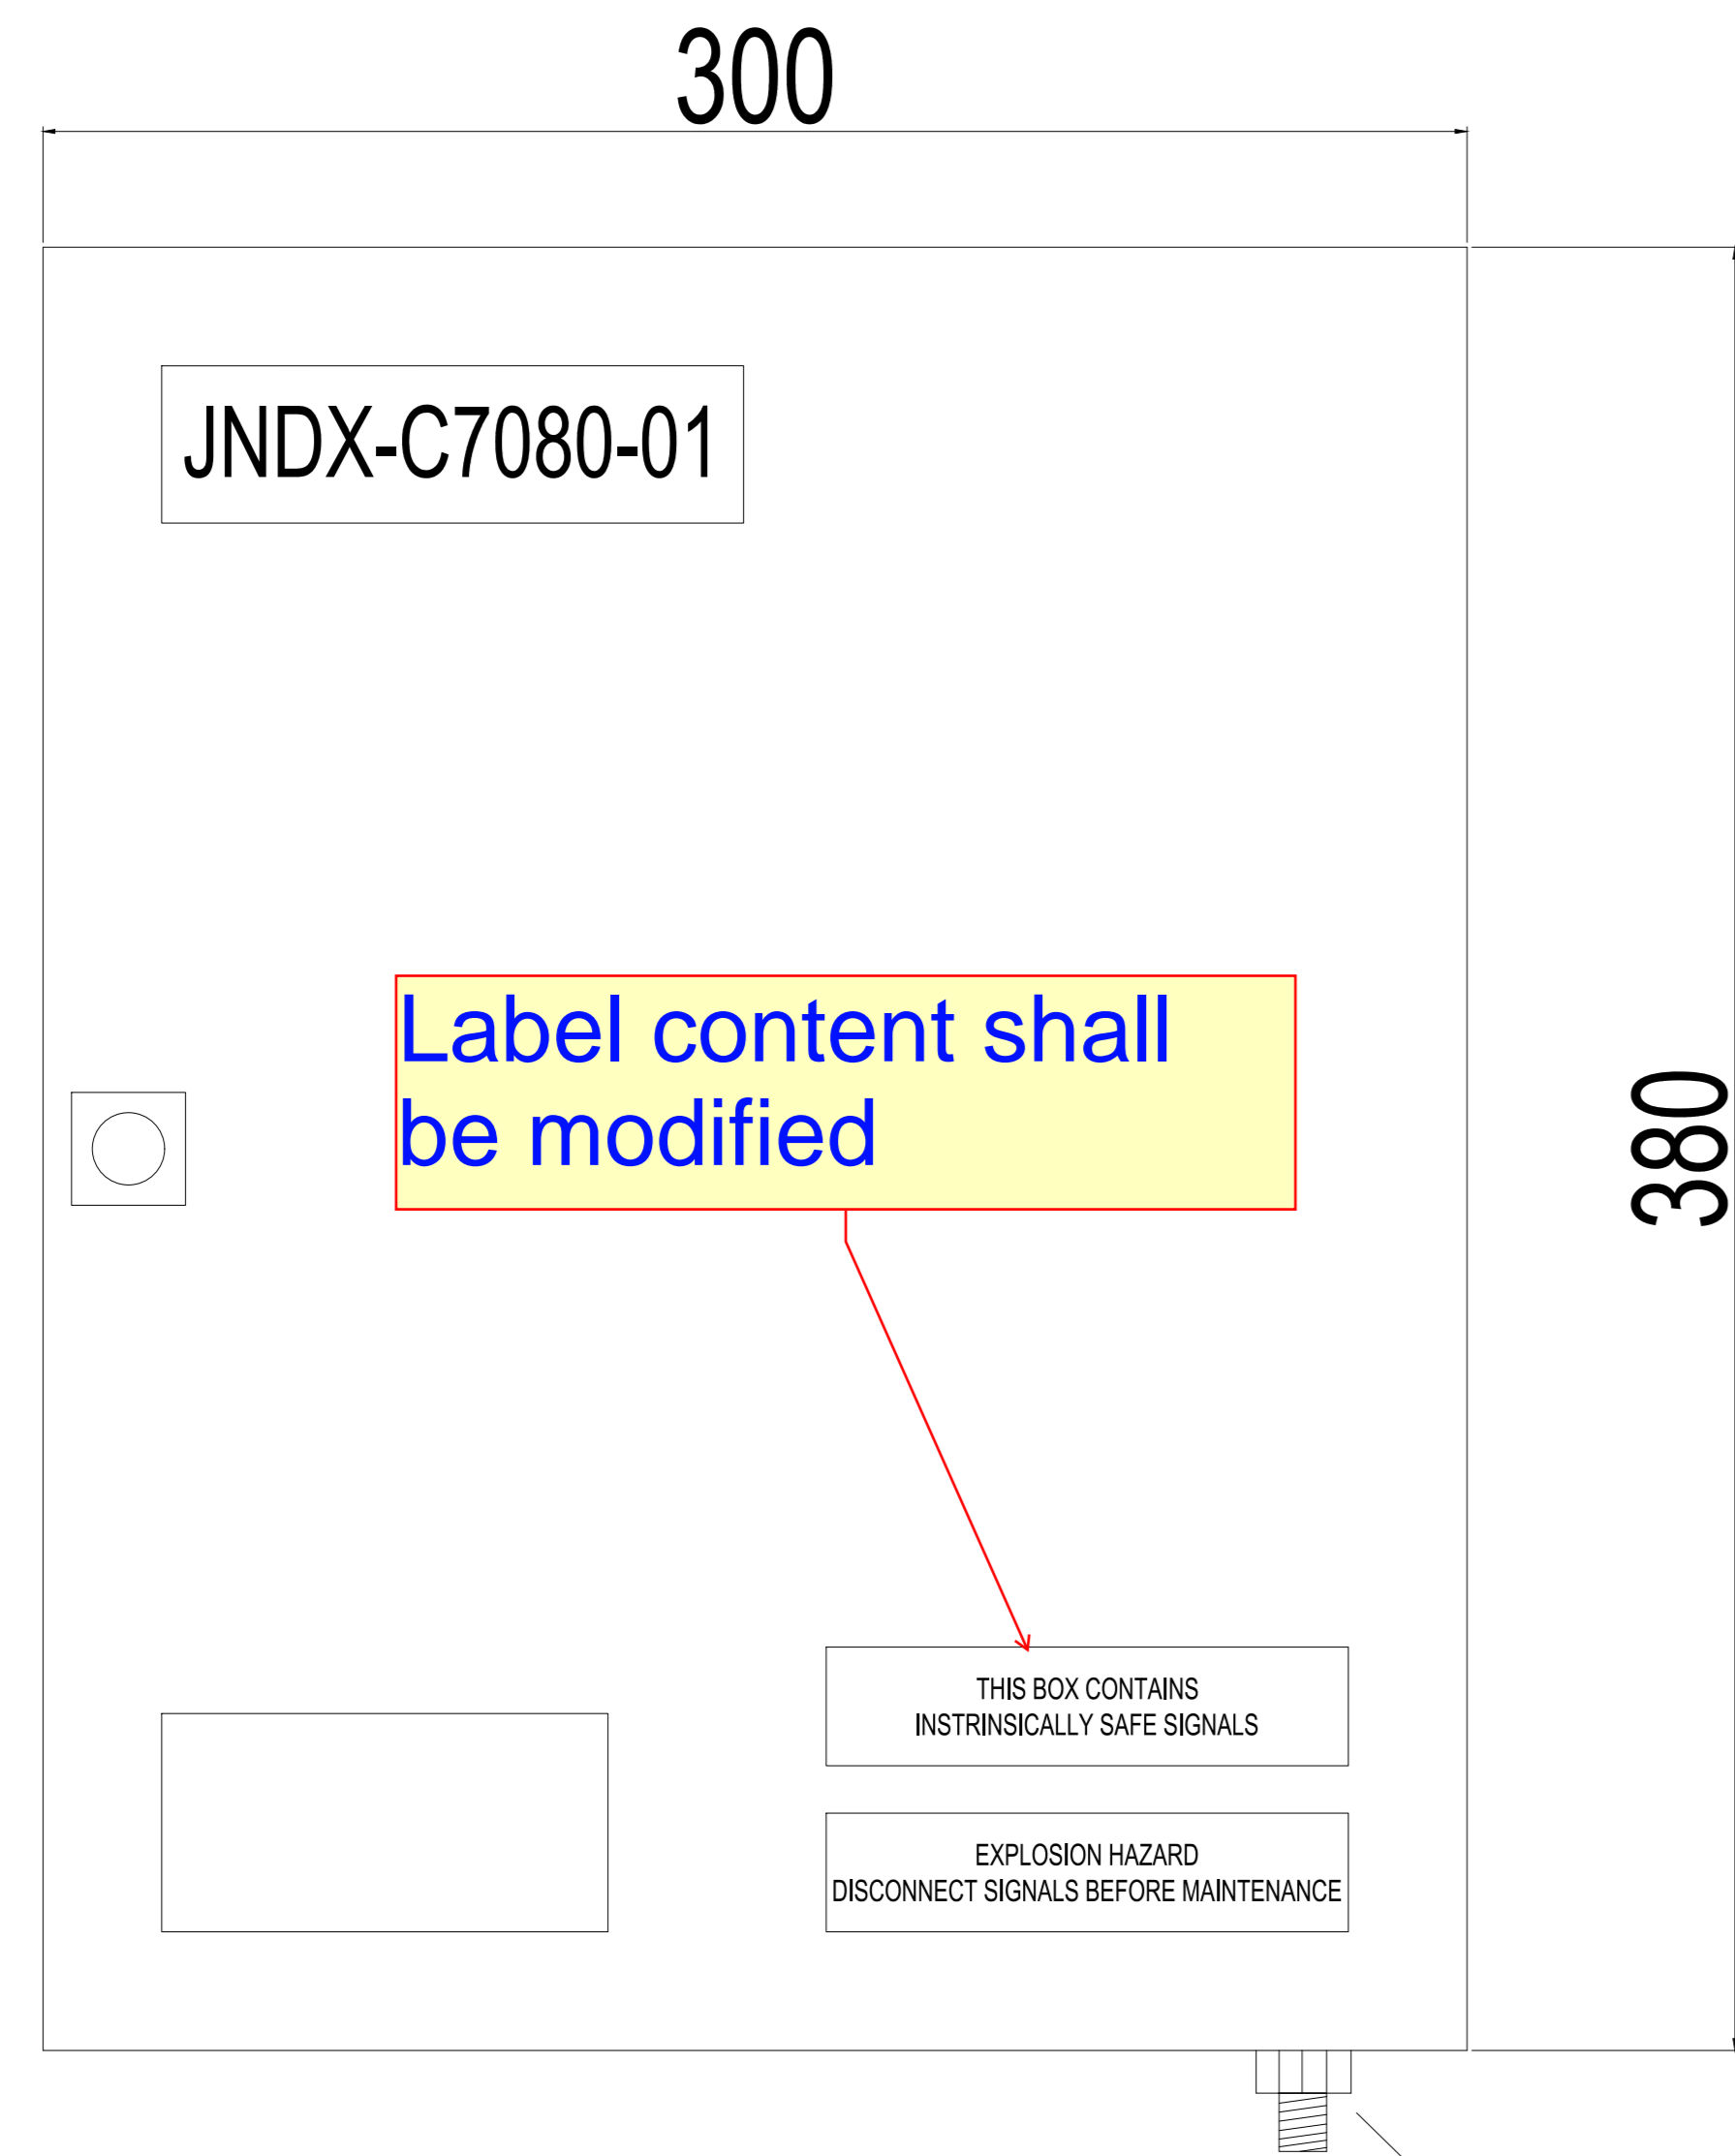 300
JNDX-C7080-01
Label content shall
be modified
380
THIS BOX CONTAINS
INSTRINSICALLY SAFE SIGNALS
EXPLOSION HAZARD
DISCONNECT SIGNALS BEFORE MAINTENANCE